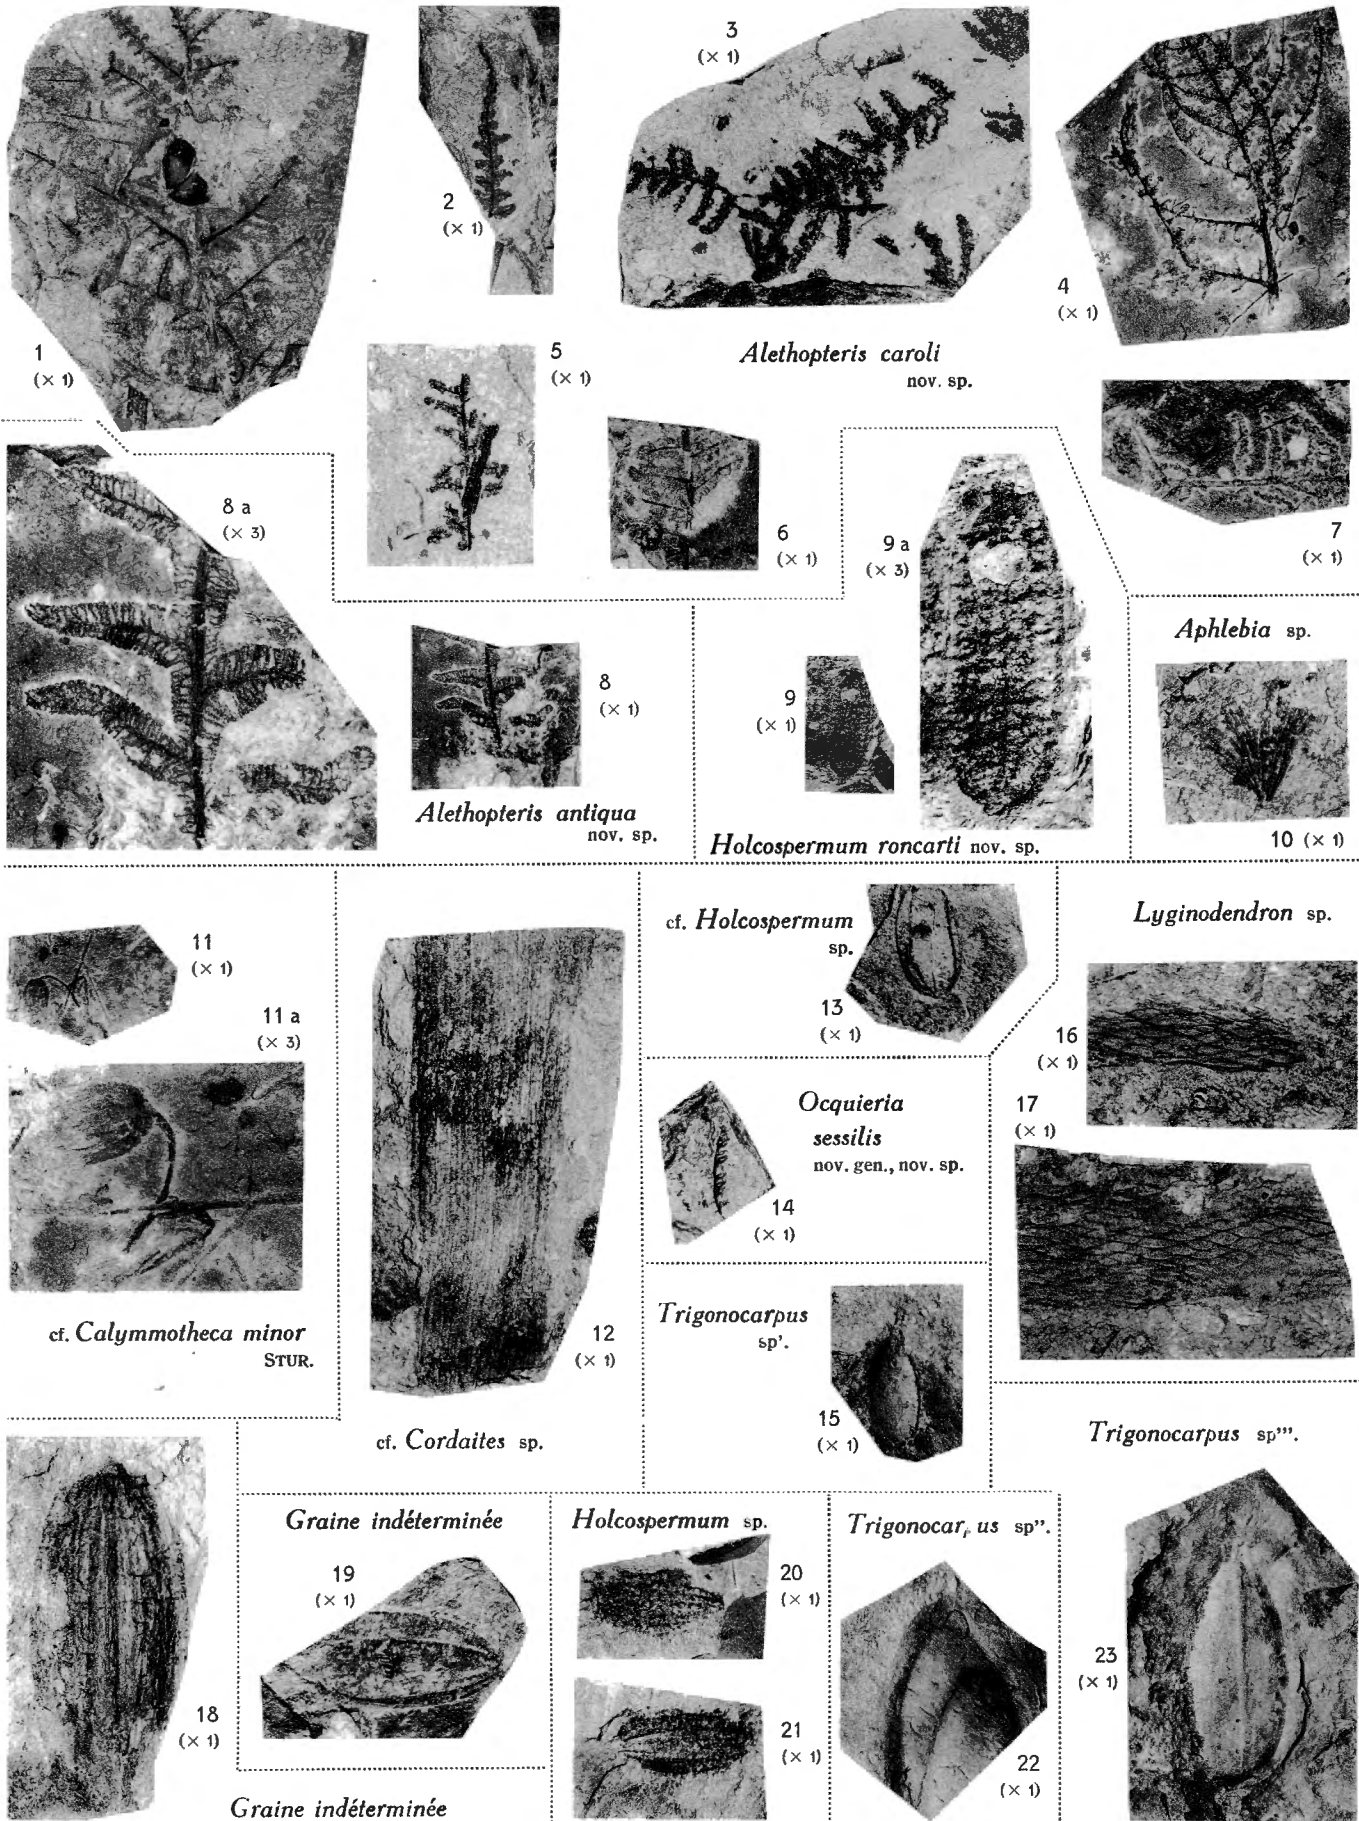 1
(× 1)
2
(× 1)
3
(× 1)
4
(× 1)
Alethopteris caroli
nov. sp.
5
(× 1)
6
(× 1)
7
(× 1)
8 a
(× 3)
8
(× 1)
Alethopteris antiqua
nov. sp.
9 a
(× 3)
9
(× 1)
Holcospermum roncarti nov. sp.
Aphlebia sp.
10 (× 1)
11
(× 1)
11 a
(× 3)
cf. Calymmotheca minor
STUR.
12
(× 1)
cf. Cordaites sp.
cf. Holcospermum
sp.
13
(× 1)
Ocquieria
sessilis
nov. gen., nov. sp.
14
(× 1)
Trigonocarpus
sp'.
15
(× 1)
Lyginodendron sp.
16
(× 1)
17
(× 1)
18
(× 1)
Graine indéterminée
Graine indéterminée
19
(× 1)
Holcospermum sp.
20
(× 1)
21
(× 1)
Trigonocar, us sp''.
22
(× 1)
Trigonocarpus sp'''.
23
(× 1)